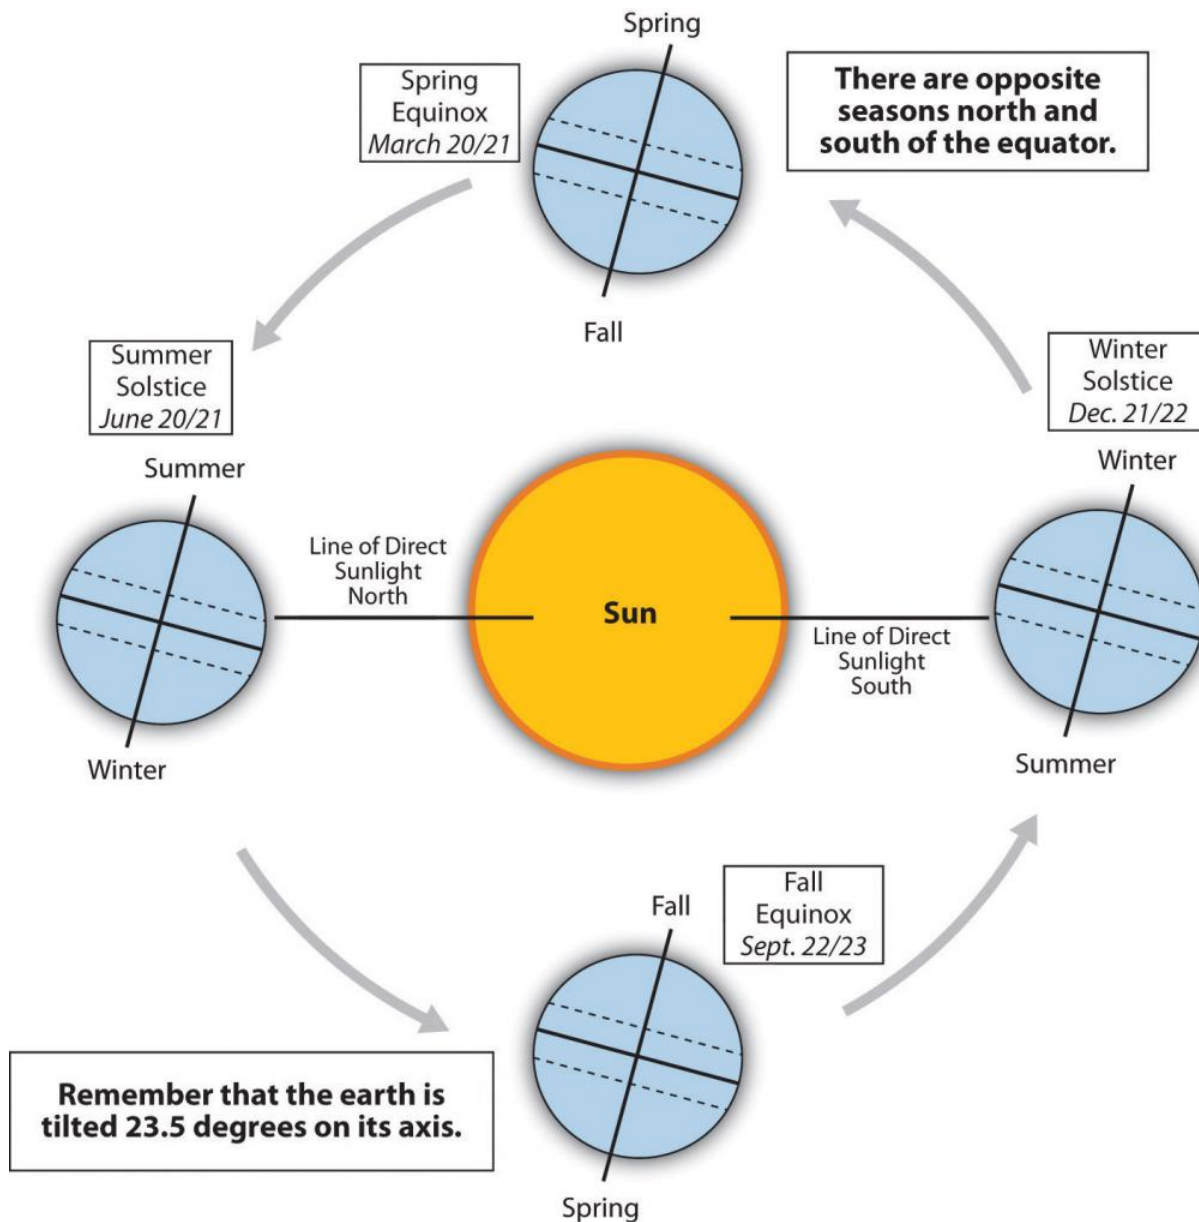 Spring
Spring
Equinox
March 20/21
There are opposite
seasons north and
south of the equator.
Fall
Summer
Solstice
June 20/21
Winter
Solstice
Dec. 21/22
Summer
Winter
Line of Direct
Sunlight
North
Sun
Line of Direct
Sunlight
South
Winter
Summer
Fall
Fall
Equinox
Sept. 22/23
Remember that the earth is
tilted 23.5 degrees on its axis.
Spring